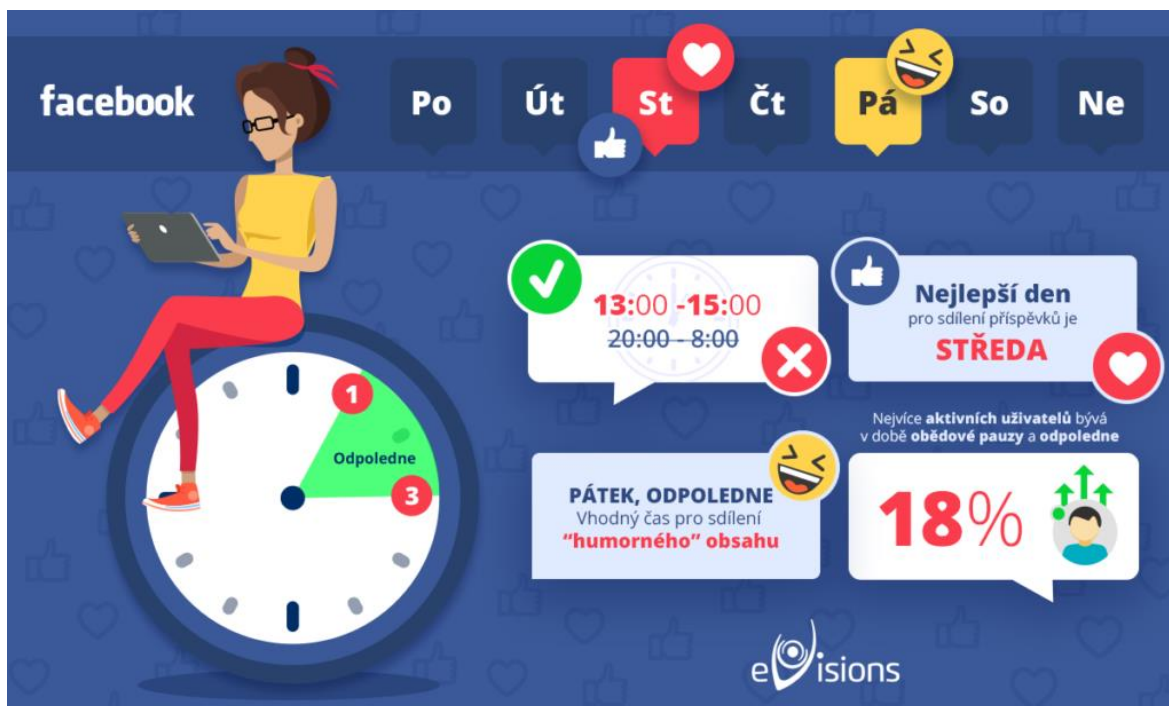 facebook
Po
Út
St
Čt
Pá
So
Ne
13:00 -15:00
20:00 - 8:00
Nejlepší den
pro sdílení příspěvků je
STŘEDA
1
Odpoledne
3
Nejvíce aktivních uživatelů bývá
v době obědové pauzy a odpoledne
PÁTEK, ODPOLEDNE
Vhodný čas pro sdílení
“humorného” obsahu
18%
eVisions